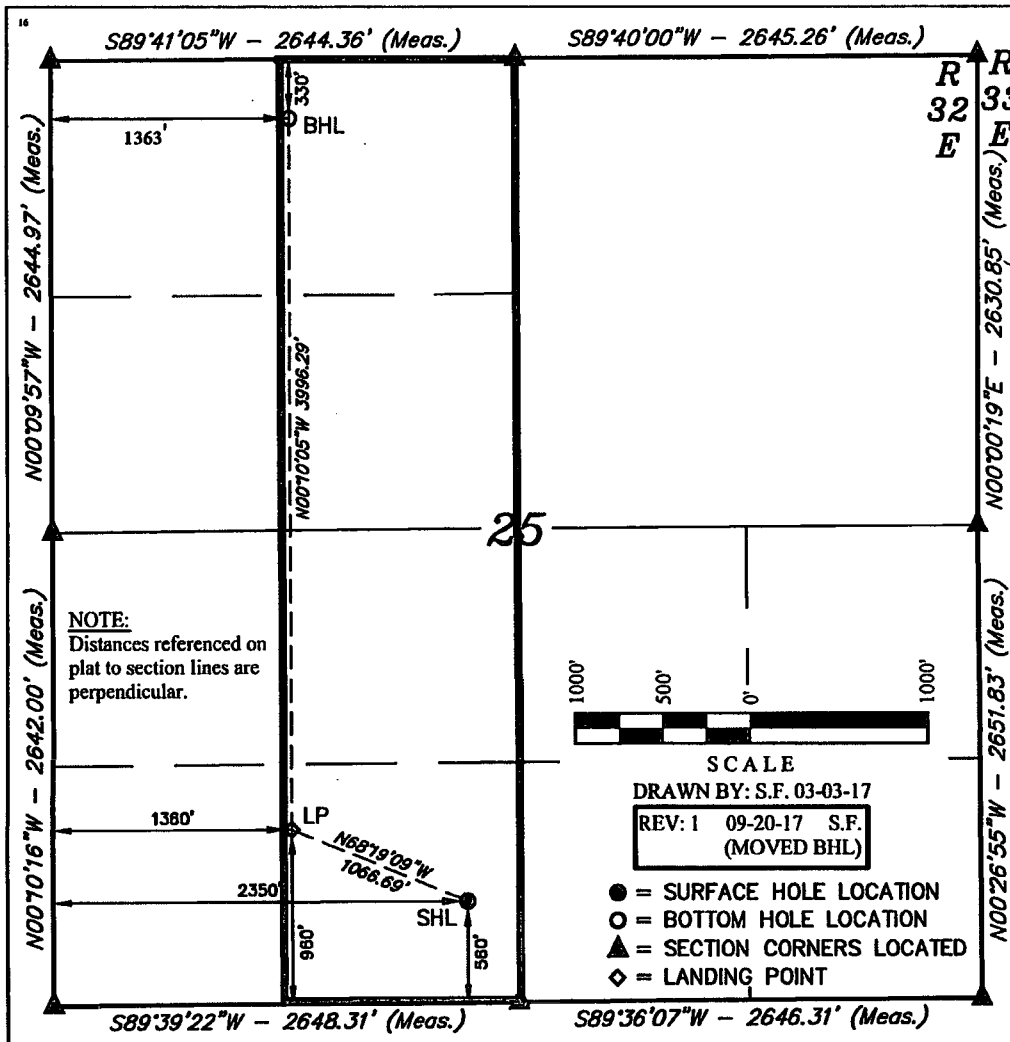 16
S89°41'05"W - 2644.36' (Meas.)
S89°40'00"W - 2645.26' (Meas.)
R
32
E
R
33
E
330'
BHL
1363'
N00°09'57"W - 2644.97' (Meas.)
N00°10'05"W 3996.29'
N00°00'19"E - 2630.85' (Meas.)
25
NOTE:
Distances referenced on
plat to section lines are
perpendicular.
N00°10'16"W - 2642.00' (Meas.)
N00°26'55"W - 2651.83' (Meas.)
1000'
500'
0'
1000'
SCALE
DRAWN BY: S.F. 03-03-17
REV: 1 09-20-17 S.F.
(MOVED BHL)
LP
1360'
N68°19'09"W
1066.69'
2350'
SHL
960'
560'
= SURFACE HOLE LOCATION
= BOTTOM HOLE LOCATION
= SECTION CORNERS LOCATED
= LANDING POINT
S89°39'22"W - 2648.31' (Meas.)
S89°36'07"W - 2646.31' (Meas.)